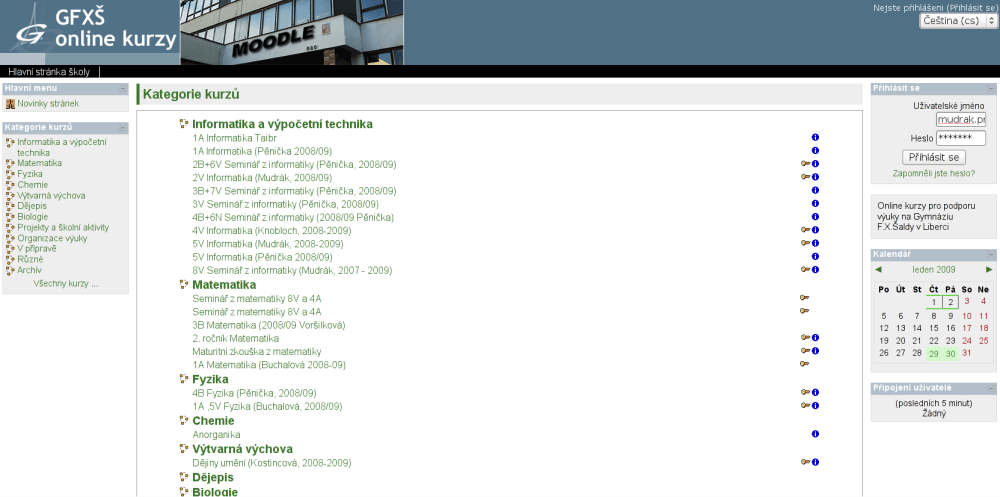 GFXŠ
online kurzy
MOODLE
Nejste přihlášeni (Přihlásit se)
Čeština (cs)
Hlavní stránka školy
Hlavní menu
Novinky stránek
Kategorie kurzů
Informatika a výpočetní
technika
Matematika
Fyzika
Chemie
Výtvarná výchova
Dějepis
Biologie
Projekty a školní aktivity
Organizace výuky
V přípravě
Různé
Archív
Všechny kurzy ...
Kategorie kurzů
Informatika a výpočetní technika
1A Informatika Taibr
1A Informatika (Pěnička 2008/09)
2B+6V Seminář z informatiky (Pěnička, 2008/09)
2V Informatika (Mudrák, 2008/09)
3B+7V Seminář z informatiky (Pěnička, 2008/09)
3V Seminář z informatiky (Pěnička, 2008/09)
4B+6N Seminář z informatiky (2008/09 Pěnička)
4V Informatika (Knobloch, 2008-2009)
5V Informatika (Mudrák, 2008-2009)
5V Informatika (Pěnička 2008/09)
8V Seminář z informatiky (Mudrák, 2007 - 2009)
Matematika
Seminář z matematiky 8V a 4A
Seminář z matematiky 8V a 4A
3B Matematika (2008/09 Voršilková)
2. ročník Matematika
Maturitní zkouška z matematiky
1A Matematika (Buchalová 2008-09)
Fyzika
4B Fyzika (Pěnička, 2008/09)
1A ,5V Fyzika (Buchalová, 2008/09)
Chemie
Anorganika
Výtvarná výchova
Dějiny umění (Kostincová, 2008-2009)
Dějepis
Biologie
Přihlásit se
Uživatelské jméno
mudrak.pr
Heslo *******
Přihlásit se
Zapomněli jste heslo?
Online kurzy pro podporu
výuky na Gymnáziu
F.X.Šaldy v Liberci
Kalendář
◀ leden 2009 ▶
Po Út St Čt Pá So Ne
1 2 3 4
5 6 7 8 9 10 11
12 13 14 15 16 17 18
19 20 21 22 23 24 25
26 27 28 29 30 31
Připojení uživatelé
(posledních 5 minut)
Žádný